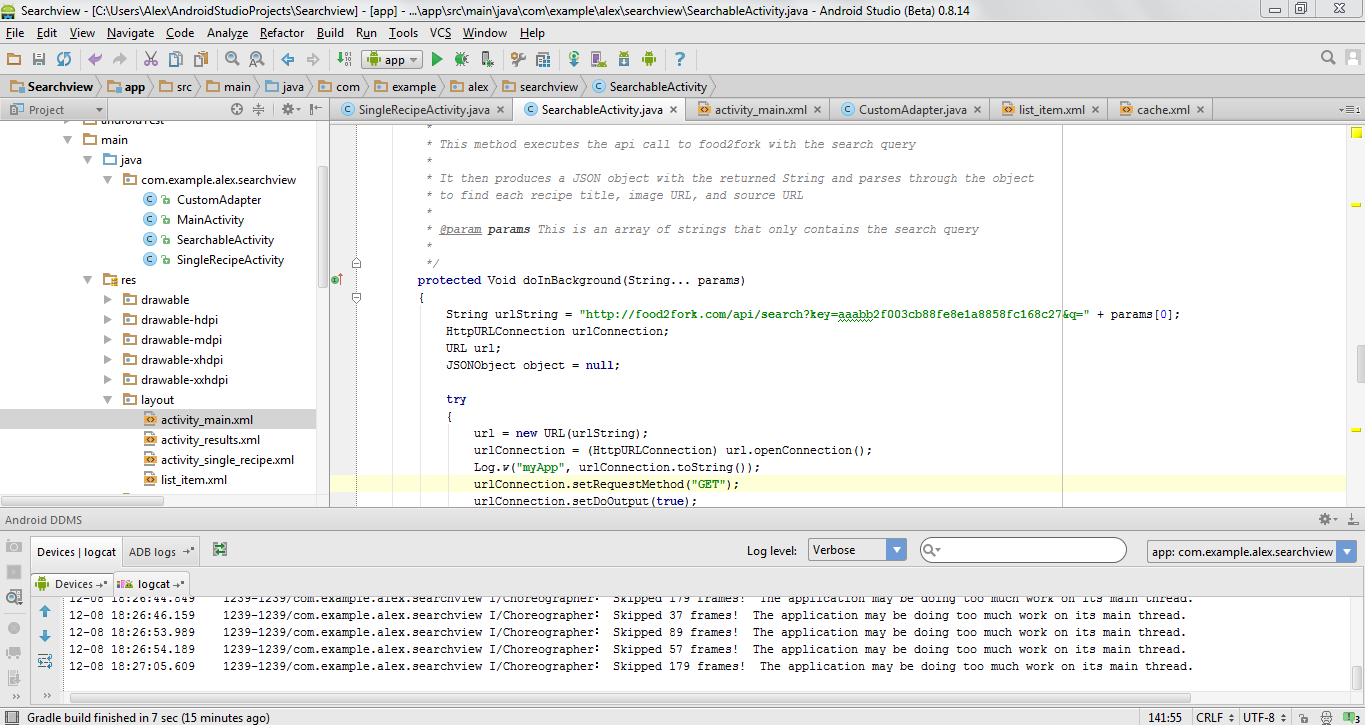 Searchview - [C:\Users\Alex\AndroidStudioProjects\Searchview] - [app] - ...\app\src\main\java\com\example\alex\searchview\SearchableActivity.java - Android Studio (Beta) 0.8.14
File Edit View Navigate Code Analyze Refactor Build Run Tools VCS Window Help
app
Searchview app src main java com example alex searchview SearchableActivity
Project SingleRecipeActivity.java SearchableActivity.java activity_main.xml CustomAdapter.java list_item.xml cache.xml
androidTest
main
java
com.example.alex.searchview
CustomAdapter
MainActivity
SearchableActivity
SingleRecipeActivity
res
drawable
drawable-hdpi
drawable-mdpi
drawable-xhdpi
drawable-xxhdpi
layout
activity_main.xml
activity_results.xml
activity_single_recipe.xml
list_item.xml
*
* This method executes the api call to food2fork with the search query
*
* It then produces a JSON object with the returned String and parses through the object
* to find each recipe title, image URL, and source URL
*
* @param params This is an array of strings that only contains the search query
*
*/
protected Void doInBackground(String... params)
{
String urlString = "http://food2fork.com/api/search?key=aaabb2f003cb88fe8e1a8858fc168c27&q=" + params[0];
HttpURLConnection urlConnection;
URL url;
JSONObject object = null;
try
{
url = new URL(urlString);
urlConnection = (HttpURLConnection) url.openConnection();
Log.w("myApp", urlConnection.toString());
urlConnection.setRequestMethod("GET");
urlConnection.setDoOutput(true);
Android DDMS
Devices | logcat ADB logs Log level: Verbose app: com.example.alex.searchview
Devices logcat
12-08 18:26:44.849 1239-1239/com.example.alex.searchview I/Choreographer: Skipped 179 frames! The application may be doing too much work on its main thread.
12-08 18:26:46.159 1239-1239/com.example.alex.searchview I/Choreographer: Skipped 37 frames! The application may be doing too much work on its main thread.
12-08 18:26:53.989 1239-1239/com.example.alex.searchview I/Choreographer: Skipped 89 frames! The application may be doing too much work on its main thread.
12-08 18:26:54.189 1239-1239/com.example.alex.searchview I/Choreographer: Skipped 57 frames! The application may be doing too much work on its main thread.
12-08 18:27:05.609 1239-1239/com.example.alex.searchview I/Choreographer: Skipped 179 frames! The application may be doing too much work on its main thread.
Gradle build finished in 7 sec (15 minutes ago) 141:55 CRLF UTF-8